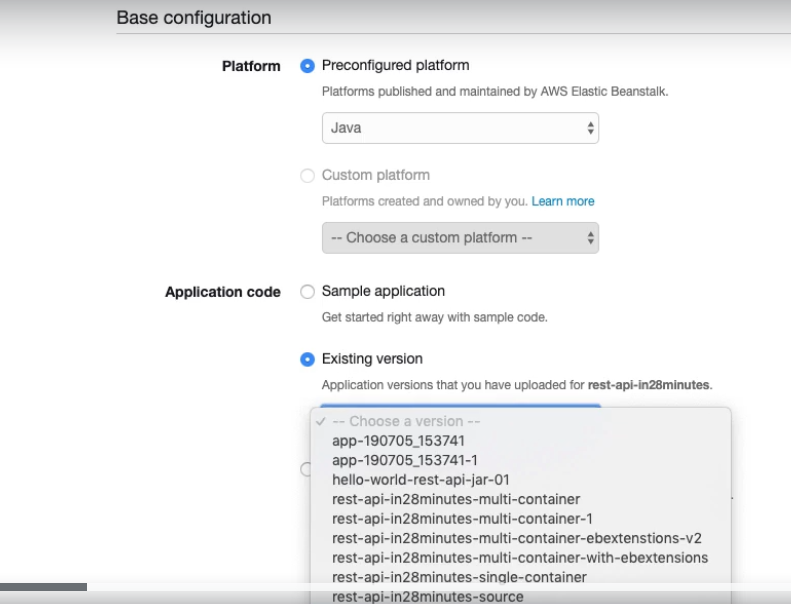 Base configuration
Platform
Preconfigured platform
Platforms published and maintained by AWS Elastic Beanstalk.
Java
Custom platform
Platforms created and owned by you. Learn more
-- Choose a custom platform --
Application code
Sample application
Get started right away with sample code.
Existing version
Application versions that you have uploaded for rest-api-in28minutes.
-- Choose a version --
app-190705_153741
app-190705_153741-1
hello-world-rest-api-jar-01
rest-api-in28minutes-multi-container
rest-api-in28minutes-multi-container-1
rest-api-in28minutes-multi-container-ebextenstions-v2
rest-api-in28minutes-multi-container-with-ebextensions
rest-api-in28minutes-single-container
rest-api-in28minutes-source